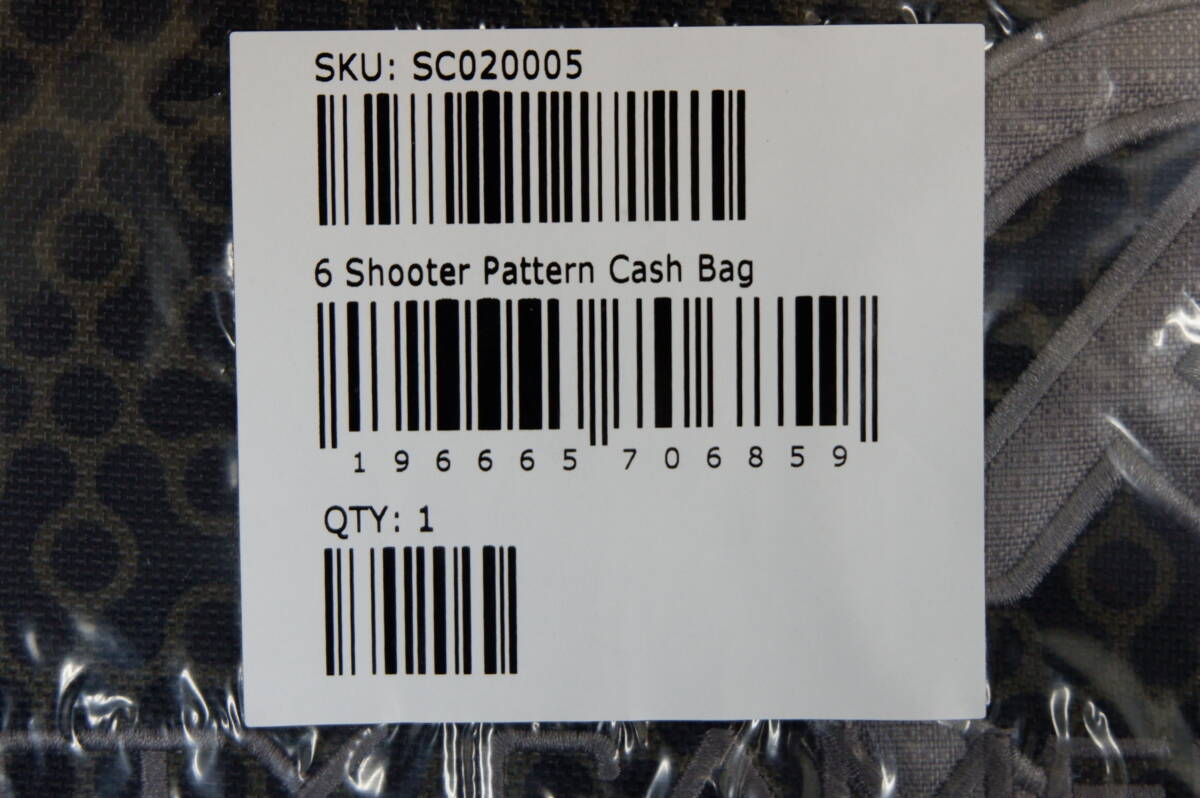 SKU: SC020005
6 Shooter Pattern Cash Bag
1 96665 70685 9
QTY: 1